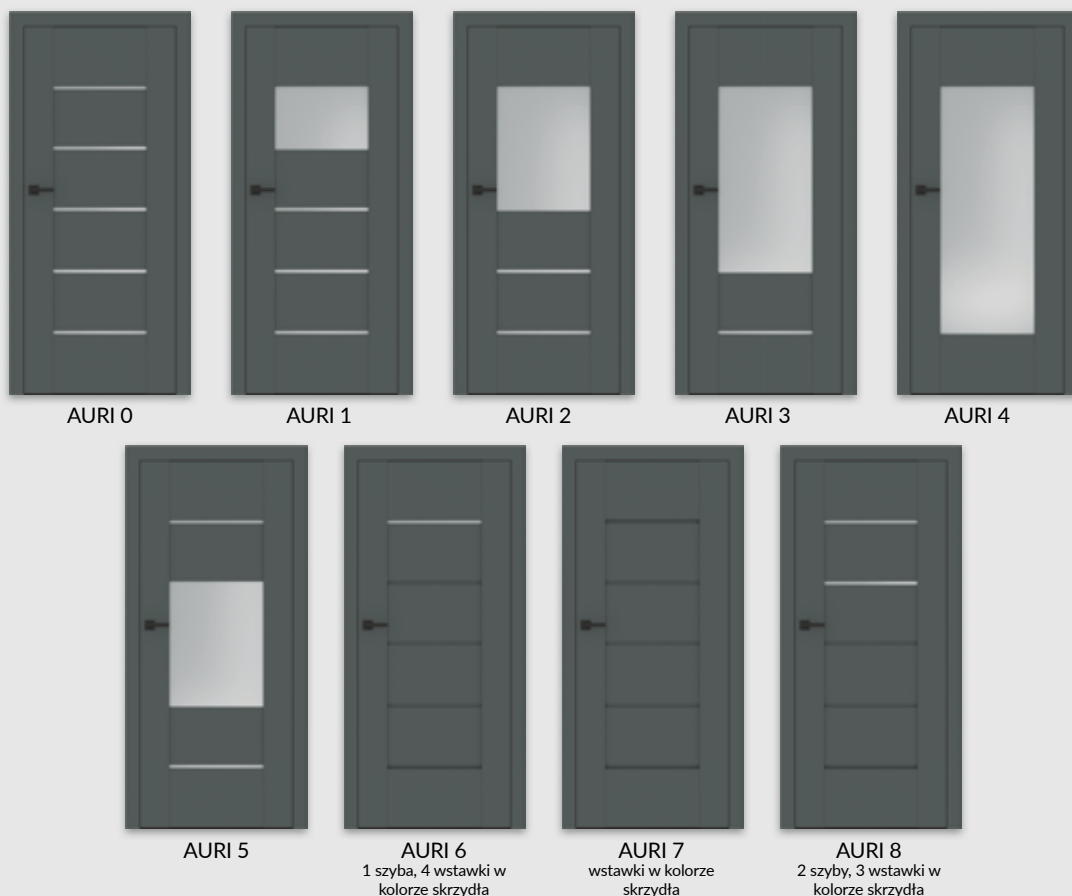 AURI 0
AURI 1
AURI 2
AURI 3
AURI 4
AURI 5
AURI 6
1 szyba, 4 wstawki w
kolorze skrzydła
AURI 7
wstawki w kolorze
skrzydła
AURI 8
2 szyby, 3 wstawki w
kolorze skrzydła